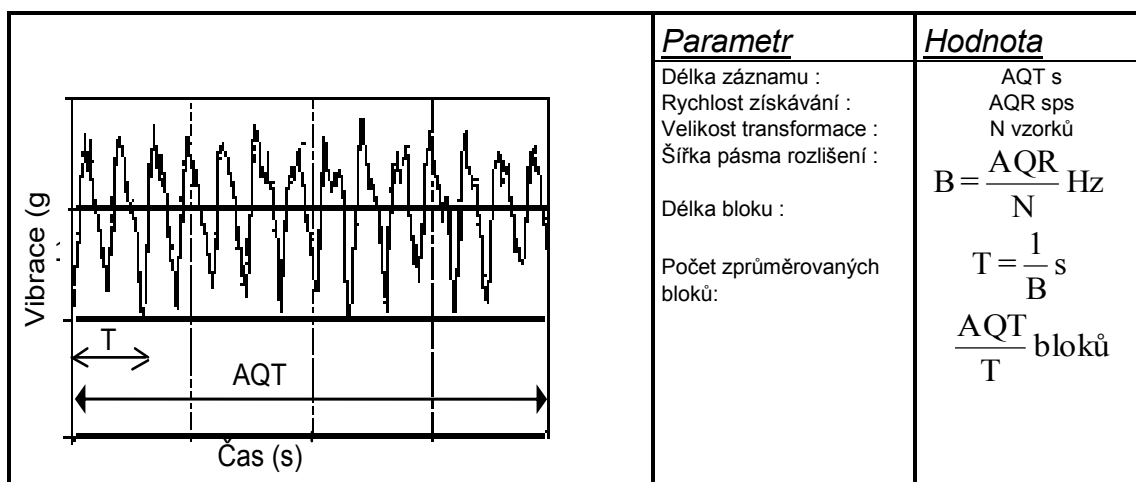 Parametr
Hodnota
Délka záznamu :
AQT s
Rychlost získávání :
AQR sps
Velikost transformace :
N vzorků
Šířka pásma rozlišení :
B = AQR/N Hz
Délka bloku :
T = 1/B s
Počet zprůměrovaných
bloků:
AQT/T bloků
Vibrace (g
T
AQT
Čas (s)